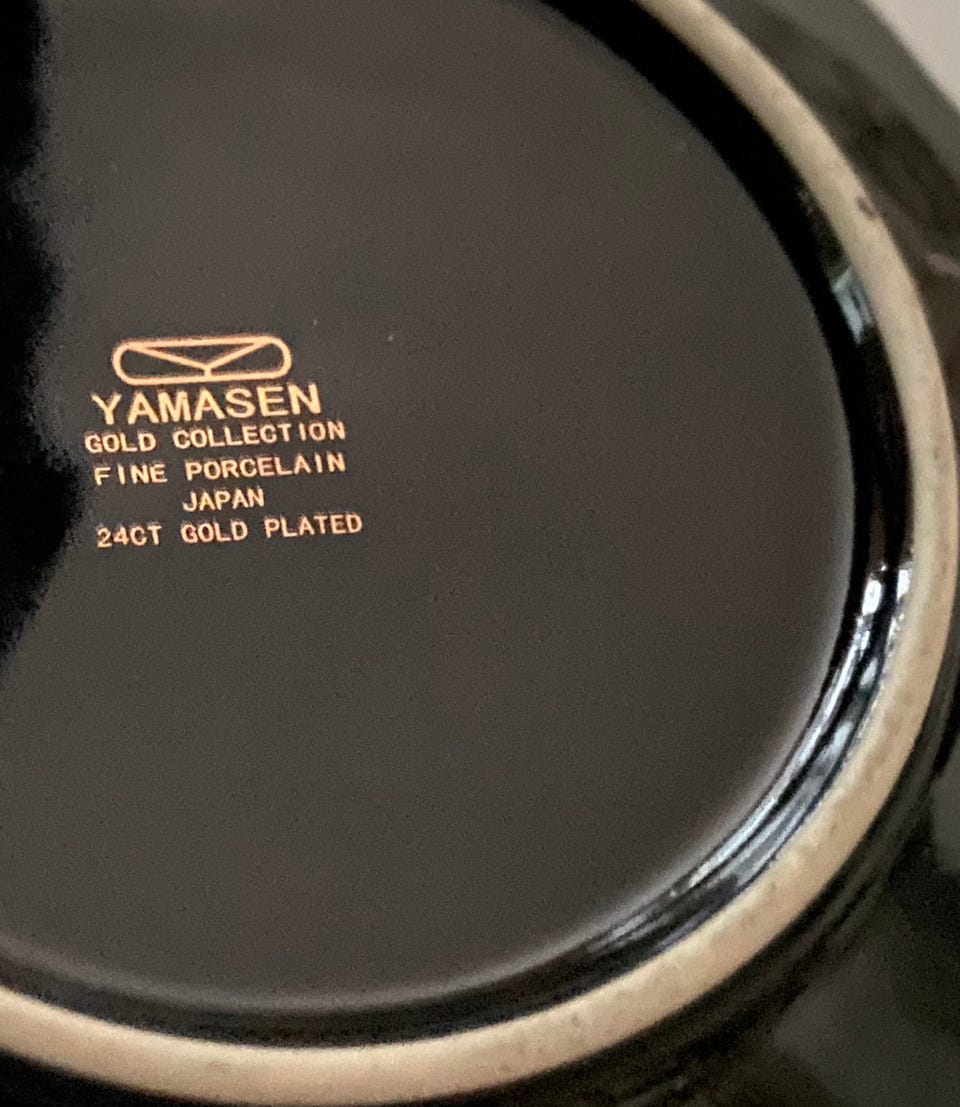 YAMASEN
GOLD COLLECTION
FINE PORCELAIN
JAPAN
24CT GOLD PLATED